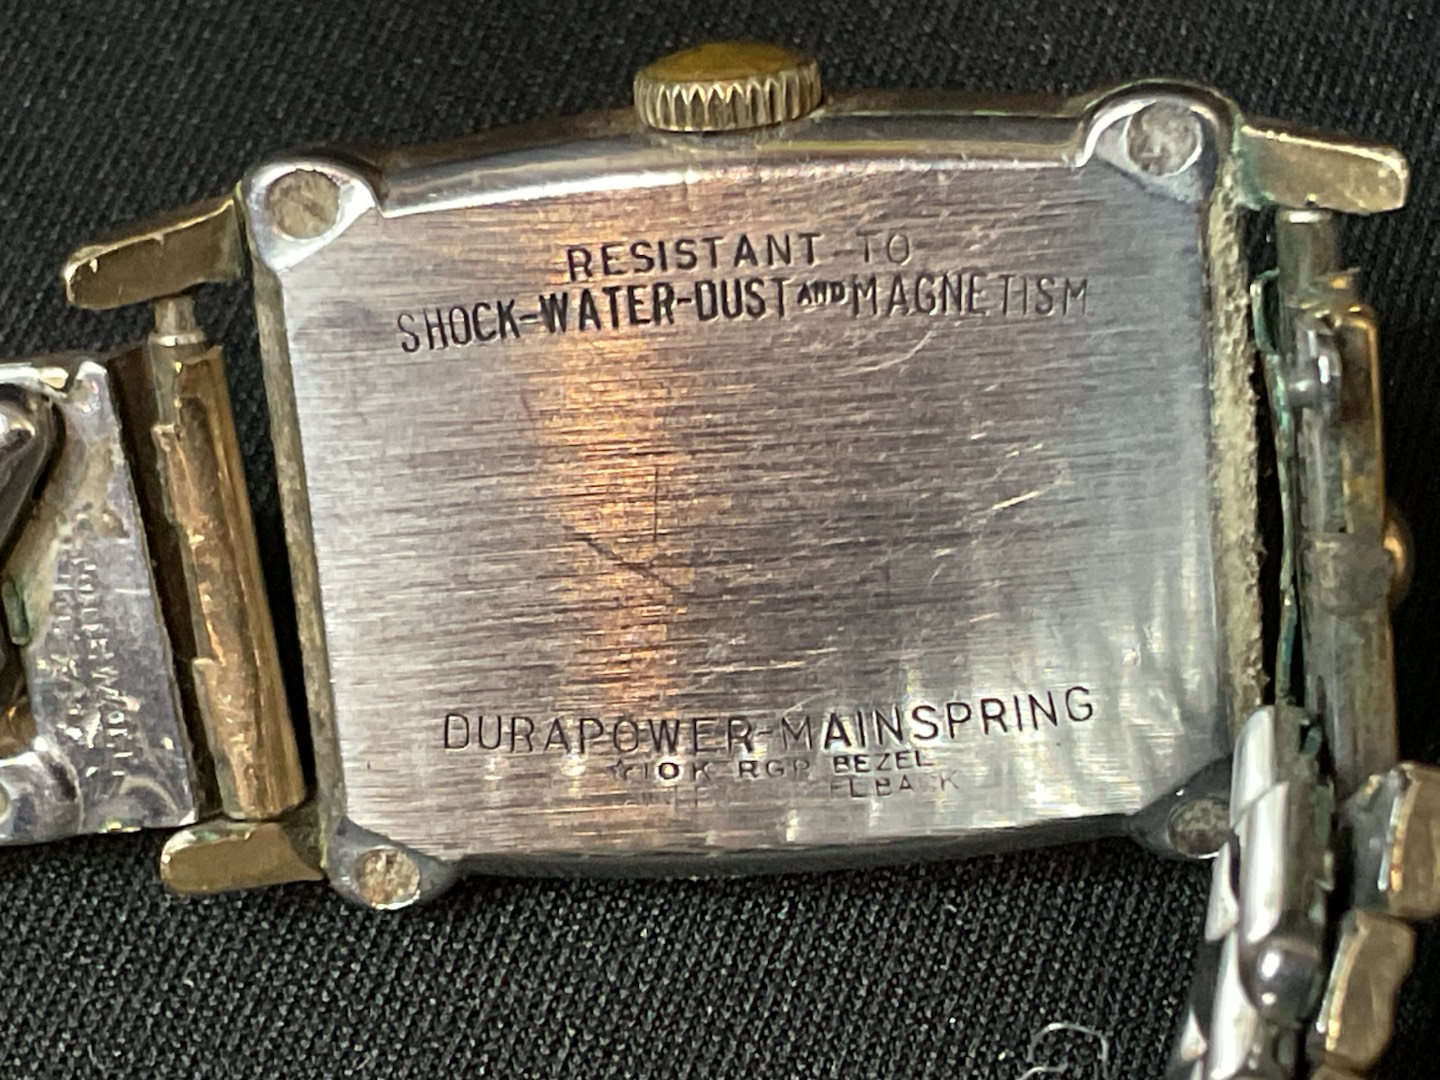 RESISTANT TO
SHOCK-WATER-DUST AND MAGNETISM
DURAPOWER-MAINSPRING
10K RGP BEZEL